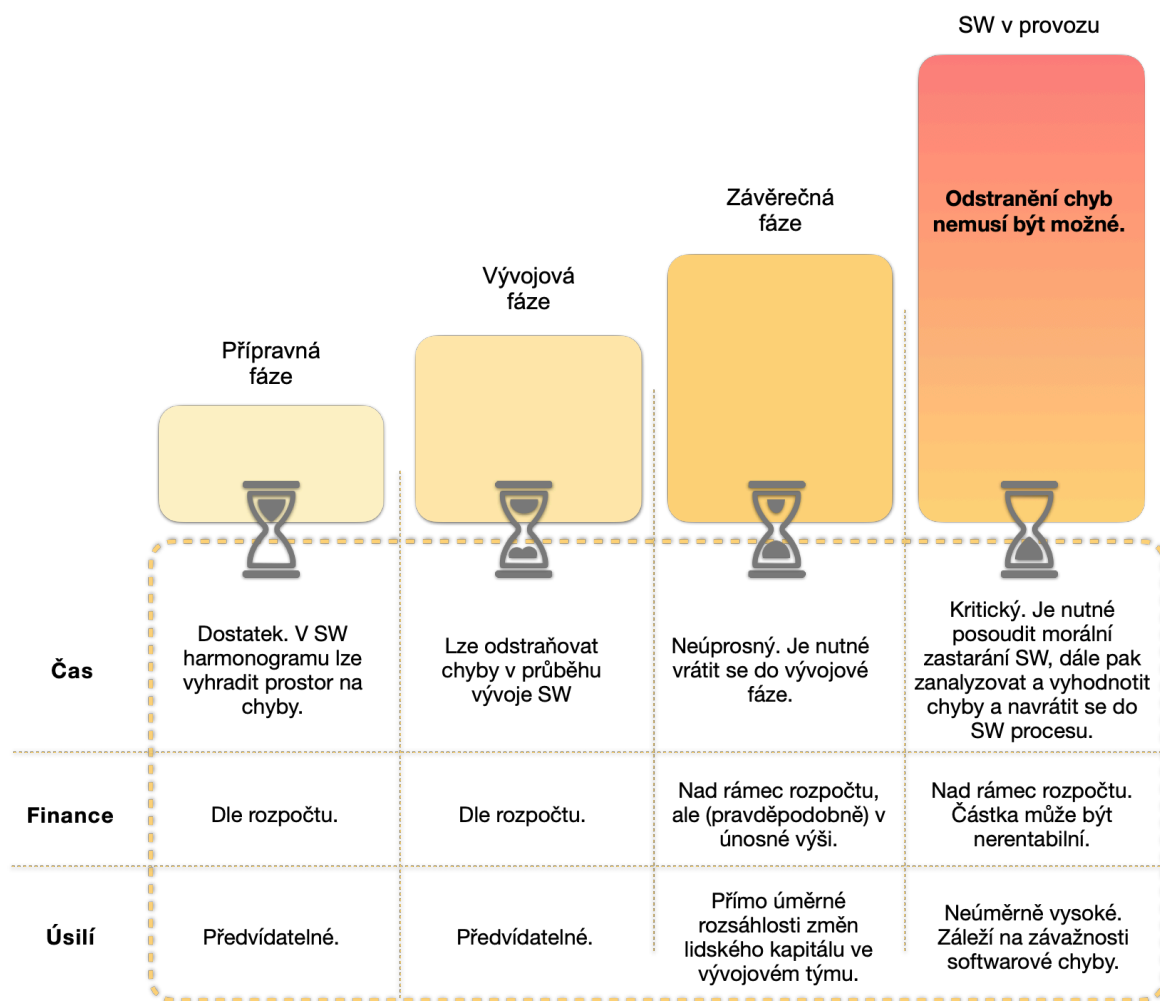 SW v provozu
Odstranění chyb
nemusí být možné.
Závěrečná
fáze
Vývojová
fáze
Přípravná
fáze
Čas
Dostatek. V SW
harmonogramu lze
vyhradit prostor na
chyby.
Lze odstraňovat
chyby v průběhu
vývoje SW
Neúprosný. Je nutné
vrátit se do vývojové
fáze.
Kritický. Je nutné
posoudit morální
zastarání SW, dále pak
zanalyzovat a vyhodnotit
chyby a navrátit se do
SW procesu.
Finance
Dle rozpočtu.
Dle rozpočtu.
Nad rámec rozpočtu,
ale (pravděpodobně) v
únosné výši.
Nad rámec rozpočtu.
Částka může být
nerentabilní.
Úsilí
Předvídatelné.
Předvídatelné.
Přímo úměrné
rozsáhlosti změn
lidského kapitálu ve
vývojovém týmu.
Neúměrně vysoké.
Záleží na závažnosti
softwarové chyby.